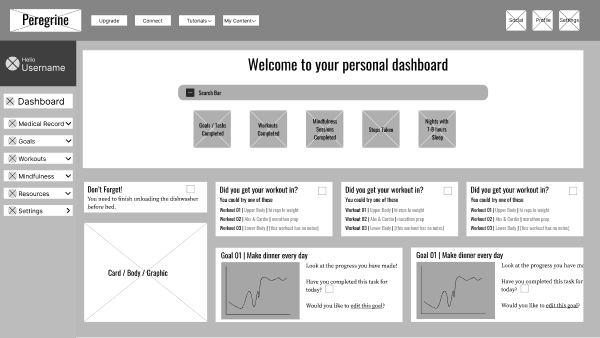 Peregrine
Upgrade
Connect
Tutorials
My Content
Social
Profile
Settings
Hello
Username
Dashboard
Medical Record
Goals
Workouts
Mindfulness
Resources
Settings
Welcome to your personal dashboard
Search Bar
Goals / Tasks
Completed
Workouts
Completed
Mindfulness
Sessions
Completed
Steps Taken
Nights with
7-8 hours
Sleep
Don't Forget!
You need to finish onloading the dishwasher
before bed.
Card / Body / Graphic
Did you get your workout in?
You could try one of these
Workout 01 | Upper Body | hi reps lo weight
Workout 02 | Abs & Cardio | marathon prep
Workout 03 | Lower Body | [this workout has no notes]
Did you get your workout in?
You could try one of these
Workout 01 | Upper Body | hi reps lo weight
Workout 02 | Abs & Cardio | marathon prep
Workout 03 | Lower Body | [this workout has no notes]
Did you get your workout in?
You could try one of these
Workout 01 | Upper Body | hi reps lo weight
Workout 02 | Abs & Cardio | marathon prep
Workout 03 | Lower Body | [this workout has no notes]
Goal 01 | Make dinner every day
Look at the progress you have made!
Have you completed this task for
today?
Would you like to edit this goal?
Goal 01 | Make dinner every day
Look at the progress you have ma
Have you completed this task for
today?
Would you like to edit this goal?